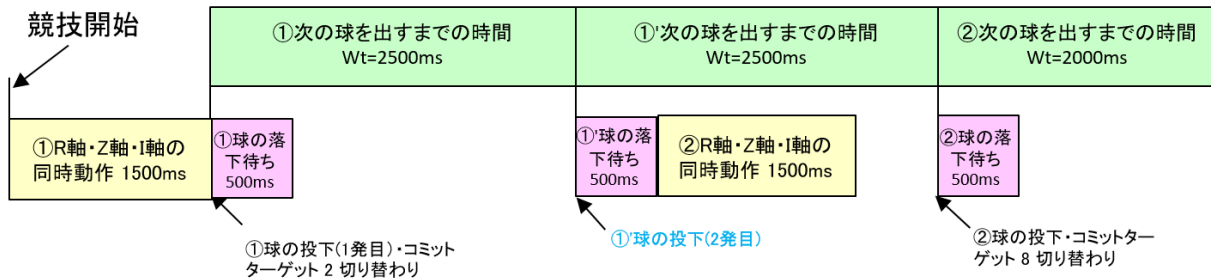 競技開始
①次の球を出すまでの時間
Wt=2500ms
①'次の球を出すまでの時間
Wt=2500ms
②次の球を出すまでの時間
Wt=2000ms
①R軸・Z軸・I軸の
同時動作 1500ms
①球の落
下待ち
500ms
①'球の落
下待ち
500ms
②R軸・Z軸・I軸の
同時動作 1500ms
②球の落
下待ち
500ms
①球の投下(1発目)・コミット
ターゲット 2 切り替わり
①'球の投下(2発目)
②球の投下・コミットター
ゲット 8 切り替わり